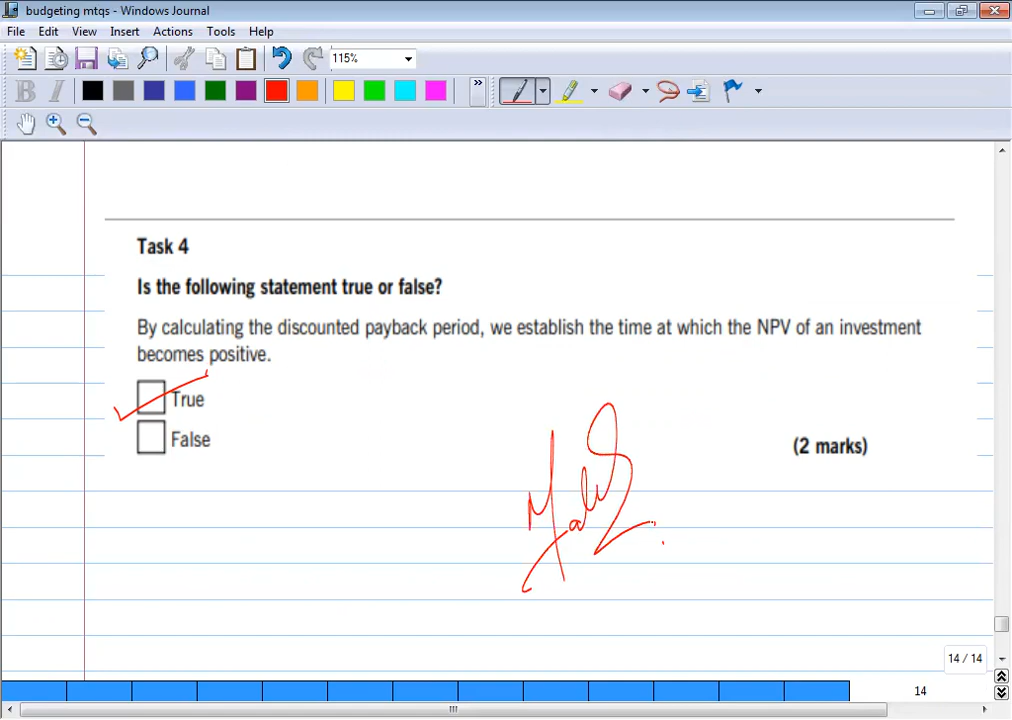 budgeting mtqs - Windows Journal
File Edit View Insert Actions Tools Help
115%
B I
Task 4
Is the following statement true or false?
By calculating the discounted payback period, we establish the time at which the NPV of an investment
becomes positive.
True
False
(2 marks)
14 / 14
14